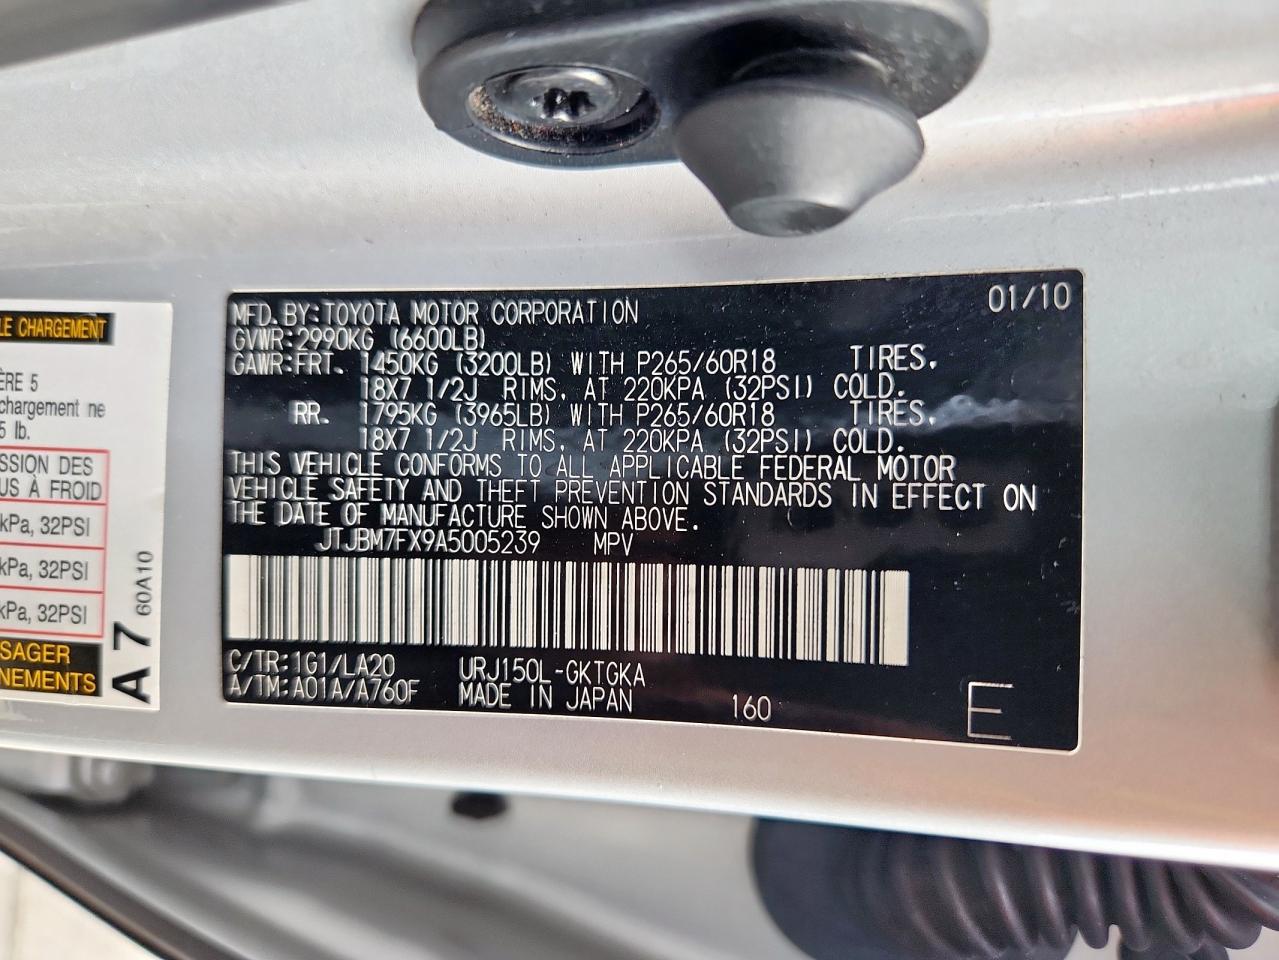 LE CHARGEMENT
ÈRE 5
chargement ne
5 lb.
SSION DES
US À FROID
kPa, 32PSI
kPa, 32PSI
kPa, 32PSI
SAGER
NEMENTS
A 7 60A10
MFD. BY: TOYOTA MOTOR CORPORATION 01/10
GVWR: 2990KG (6600LB)
GAWR: FRT. 1450KG (3200LB) WITH P265/60R18 TIRES,
18X7 1/2J RIMS, AT 220KPA (32PSI) COLD.
RR. 1795KG (3965LB) WITH P265/60R18 TIRES,
18X7 1/2J RIMS, AT 220KPA (32PSI) COLD.
THIS VEHICLE CONFORMS TO ALL APPLICABLE FEDERAL MOTOR
VEHICLE SAFETY AND THEFT PREVENTION STANDARDS IN EFFECT ON
THE DATE OF MANUFACTURE SHOWN ABOVE.
JTJBM7FX9A5005239 MPV
C/TR: 1G1/LA20 URJ150L-GKTGKA
A/TM: A01A/A760F MADE IN JAPAN 160 E